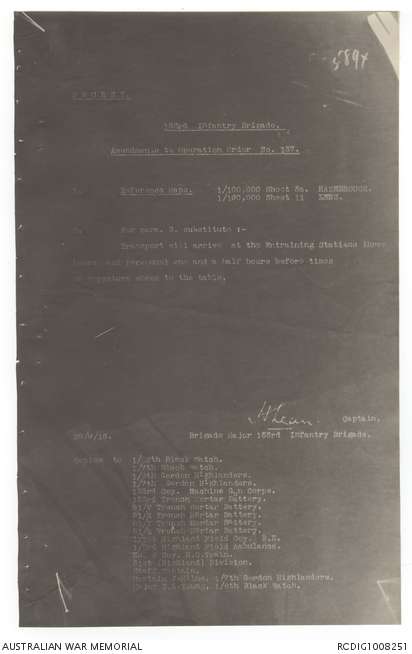 589
SECRET.
153rd Infantry Brigade.
Amendments to Operation Order No. 137.
1. Reference Maps. 1/100,000 Sheet 5a. HAZEBROUCK.
1/100,000 Sheet 11 LENS.
2. For para. 3. substitute :-
Transport will arrive at the Entraining Stations three
hours and personnel one and a half hours before times
of departure shown in the table.
Captain.
Brigade Major 153rd Infantry Brigade.
Copies to 1/6th Black Watch.
1/7th Black Watch.
1/5th Gordon Highlanders.
1/7th Gordon Highlanders.
153rd Coy. Machine Gun Corps.
153rd Trench Mortar Battery.
Trench Mortar Battery.
Trench Mortar Battery.
Trench Mortar Battery.
Trench Mortar Battery.
Highland Field Coy. R.E.
Highland Field Ambulance.
Coy. H.D. Train.
51st (Highland) Division.
Staff Captain.
Captain 1/7th Gordon Highlanders.
Major 1/6th Black Watch.
AUSTRALIAN WAR MEMORIAL
RCDIG1008251